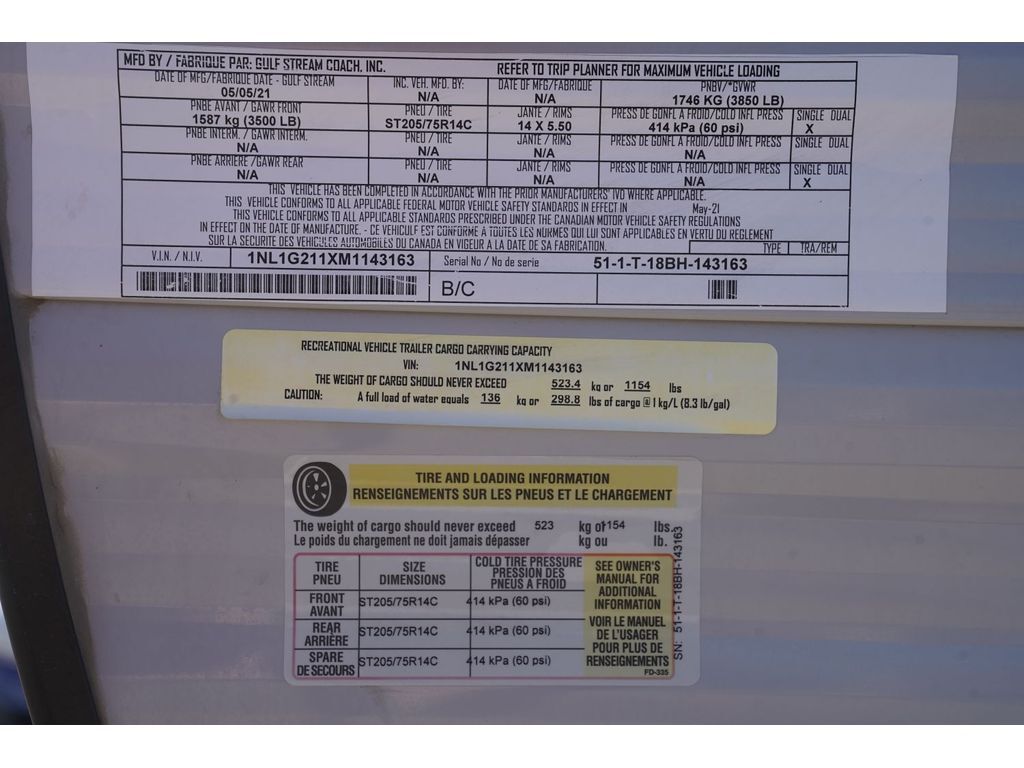 MFD BY / FABRIQUE PAR: GULF STREAM COACH, INC. REFER TO TRIP PLANNER FOR MAXIMUM VEHICLE LOADING
DATE OF MFG/FABRIQUE DATE - GULF STREAM INC. VEH. MFD. BY: DATE OF MFG/FABRIQUE PNBV/*GVWR
05/05/21 N/A N/A 1746 KG (3850 LB)
PNBE AVANT / GAWR FRONT PNEU / TIRE JANTE / RIMS PRESS DE GONFL A FROID/COLD INFL PRESS SINGLE DUAL
1587 kg (3500 LB) ST205/75R14C 14 X 5.50 414 kPa (60 psi) X
PNBE INTERM. / GAWR INTERM. PNEU / TIRE JANTE / RIMS PRESS DE GONFL A FROID/COLD INFL PRESS SINGLE DUAL
N/A N/A N/A N/A
PNBE ARRIERE / GAWR REAR PNEU / TIRE JANTE / RIMS PRESS DE GONFL A FROID/COLD INFL PRESS SINGLE DUAL
N/A N/A N/A N/A X
THIS VEHICLE HAS BEEN COMPLETED IN ACCORDANCE WITH THE PRIOR MANUFACTURERS' IVD WHERE APPLICABLE.
THIS VEHICLE CONFORMS TO ALL APPLICABLE FEDERAL MOTOR VEHICLE SAFETY STANDARDS IN EFFECT IN May-21
THIS VEHICLE CONFORMS TO ALL APPLICABLE STANDARDS PRESCRIBED UNDER THE CANADIAN MOTOR VEHICLE SAFETY REGULATIONS
IN EFFECT ON THE DATE OF MANUFACTURE. - CE VEHICULF EST CONFORME A TOUTES LES NORMES QUI LUI SONT APPLICABLES EN VERTU DU REGLEMENT
SUR LA SECURITE DES VEHICULES AUTOMOBILES DU CANADA EN VIGEUR A LA DATE DE SA FABRICATION. TYPE TRA/REM
V.I.N. / N.I.V. 1NL1G211XM1143163 Serial No / No de serie 51-1-T-18BH-143163
B/C
RECREATIONAL VEHICLE TRAILER CARGO CARRYING CAPACITY
VIN: 1NL1G211XM1143163
THE WEIGHT OF CARGO SHOULD NEVER EXCEED 523.4 kg or 1154 lbs
CAUTION: A full load of water equals 136 kg or 298.8 lbs of cargo @ 1 kg/L (8.3 lb/gal)
TIRE AND LOADING INFORMATION
RENSEIGNEMENTS SUR LES PNEUS ET LE CHARGEMENT
The weight of cargo should never exceed 523 kg or 1154 lbs.
Le poids du chargement ne doit jamais dépasser kg ou lb.
TIRE SIZE COLD TIRE PRESSURE
PNEU DIMENSIONS PRESSION DES
PNEUS A FROID
FRONT ST205/75R14C 414 kPa (60 psi)
AVANT
REAR ST205/75R14C 414 kPa (60 psi)
ARRIÈRE
SPARE ST205/75R14C 414 kPa (60 psi)
DE SECOURS
SEE OWNER'S
MANUAL FOR
ADDITIONAL
INFORMATION
VOIR LE MANUEL
DE L'USAGER
POUR PLUS DE
RENSEIGNEMENTS
FD-335
SN: 51-1-T-18BH-143163